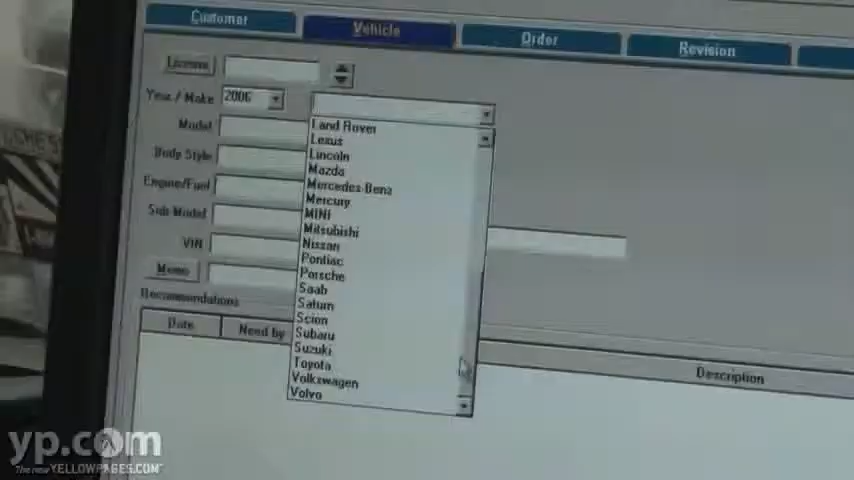 Customer
Vehicle
Order
Revision
License
Year / Make
2006
Model
Body Style
Engine/Fuel
Sub Model
VIN
Memo
Land Rover
Lexus
Lincoln
Mazda
Mercedes-Benz
Mercury
MINI
Mitsubishi
Nissan
Pontiac
Porsche
Saab
Saturn
Scion
Subaru
Suzuki
Toyota
Volkswagen
Volvo
Recommendations
Date
Need by
Description
yp.com
The new YELLOWPAGES.COM